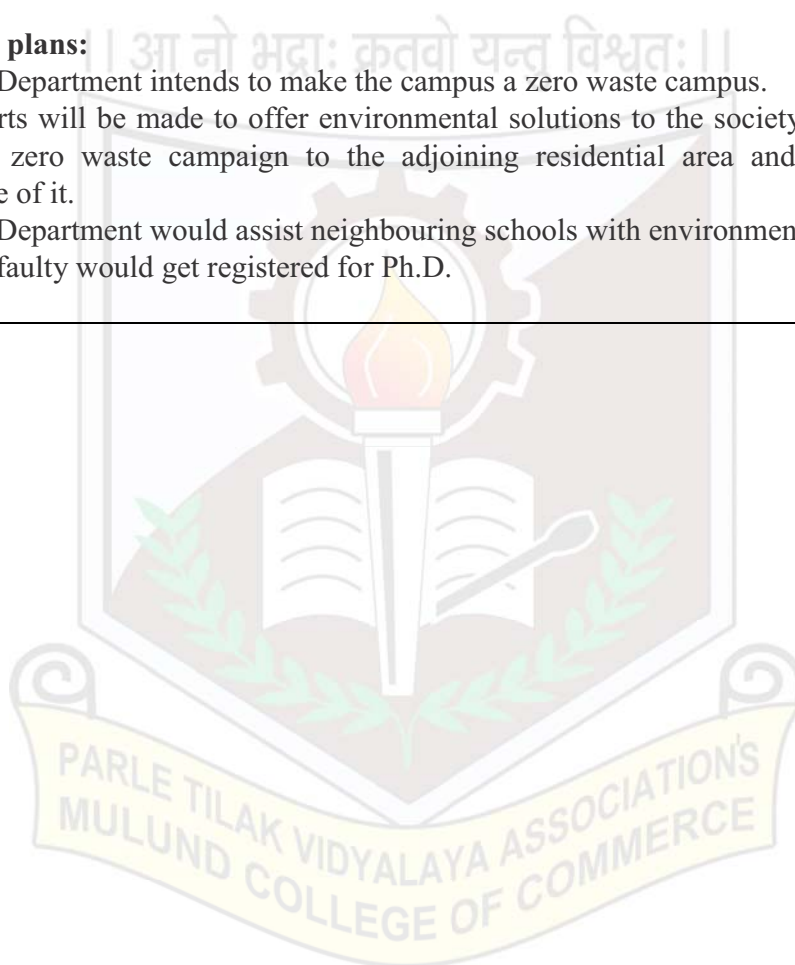 || आ नो भद्राः क्रतवो यन्तु विश्वतः ||
plans:
Department intends to make the campus a zero waste campus.
rts will be made to offer environmental solutions to the society
zero waste campaign to the adjoining residential area and
e of it.
Department would assist neighbouring schools with environmen
faulty would get registered for Ph.D.
PARLE TILAK VIDYALAYA ASSOCIATION'S
MULUND COLLEGE OF COMMERCE